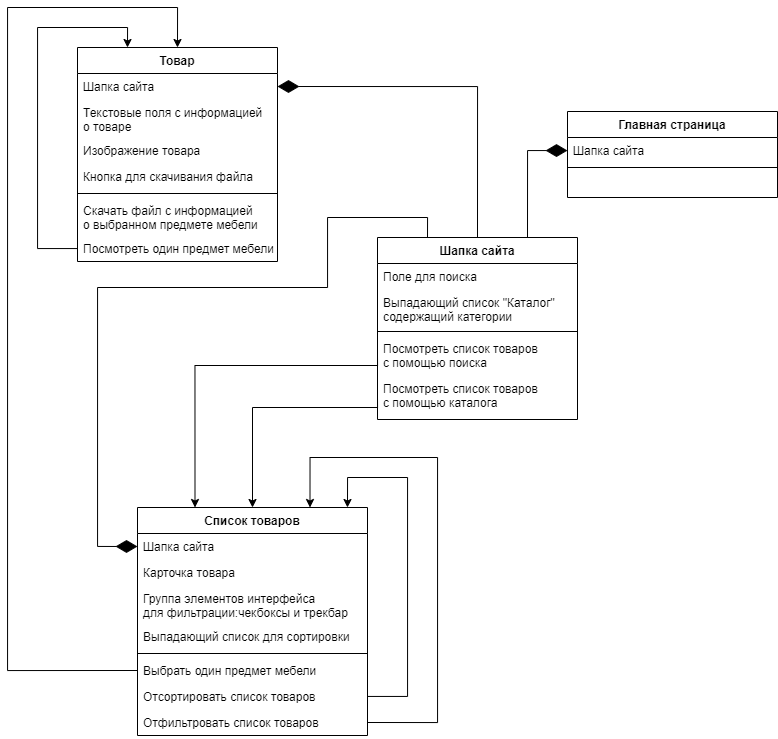 Товар
Шапка сайта
Текстовые поля с информацией
о товаре
Изображение товара
Кнопка для скачивания файла
Скачать файл с информацией
о выбранном предмете мебели
Посмотреть один предмет мебели
Главная страница
Шапка сайта
Шапка сайта
Поле для поиска
Выпадающий список "Каталог"
содержащий категории
Посмотреть список товаров
с помощью поиска
Посмотреть список товаров
с помощью каталога
Список товаров
Шапка сайта
Карточка товара
Группа элементов интерфейса
для фильтрации:чекбоксы и трекбар
Выпадающий список для сортировки
Выбрать один предмет мебели
Отсортировать список товаров
Отфильтровать список товаров